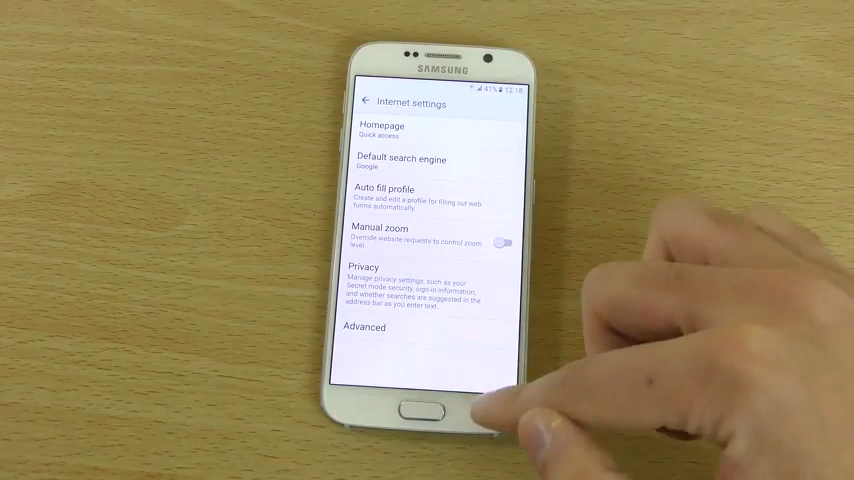 SAMSUNG
41% 12.18
Internet settings
Homepage
Quick access
Default search engine
Google
Auto fill profile
Create and edit a profile for filling out web
forms automatically.
Manual zoom
Override website requests to control zoom
level.
Privacy
Manage privacy settings, such as your
Secret mode security, sign-in information,
and whether searches are suggested in the
address bar as you enter text.
Advanced